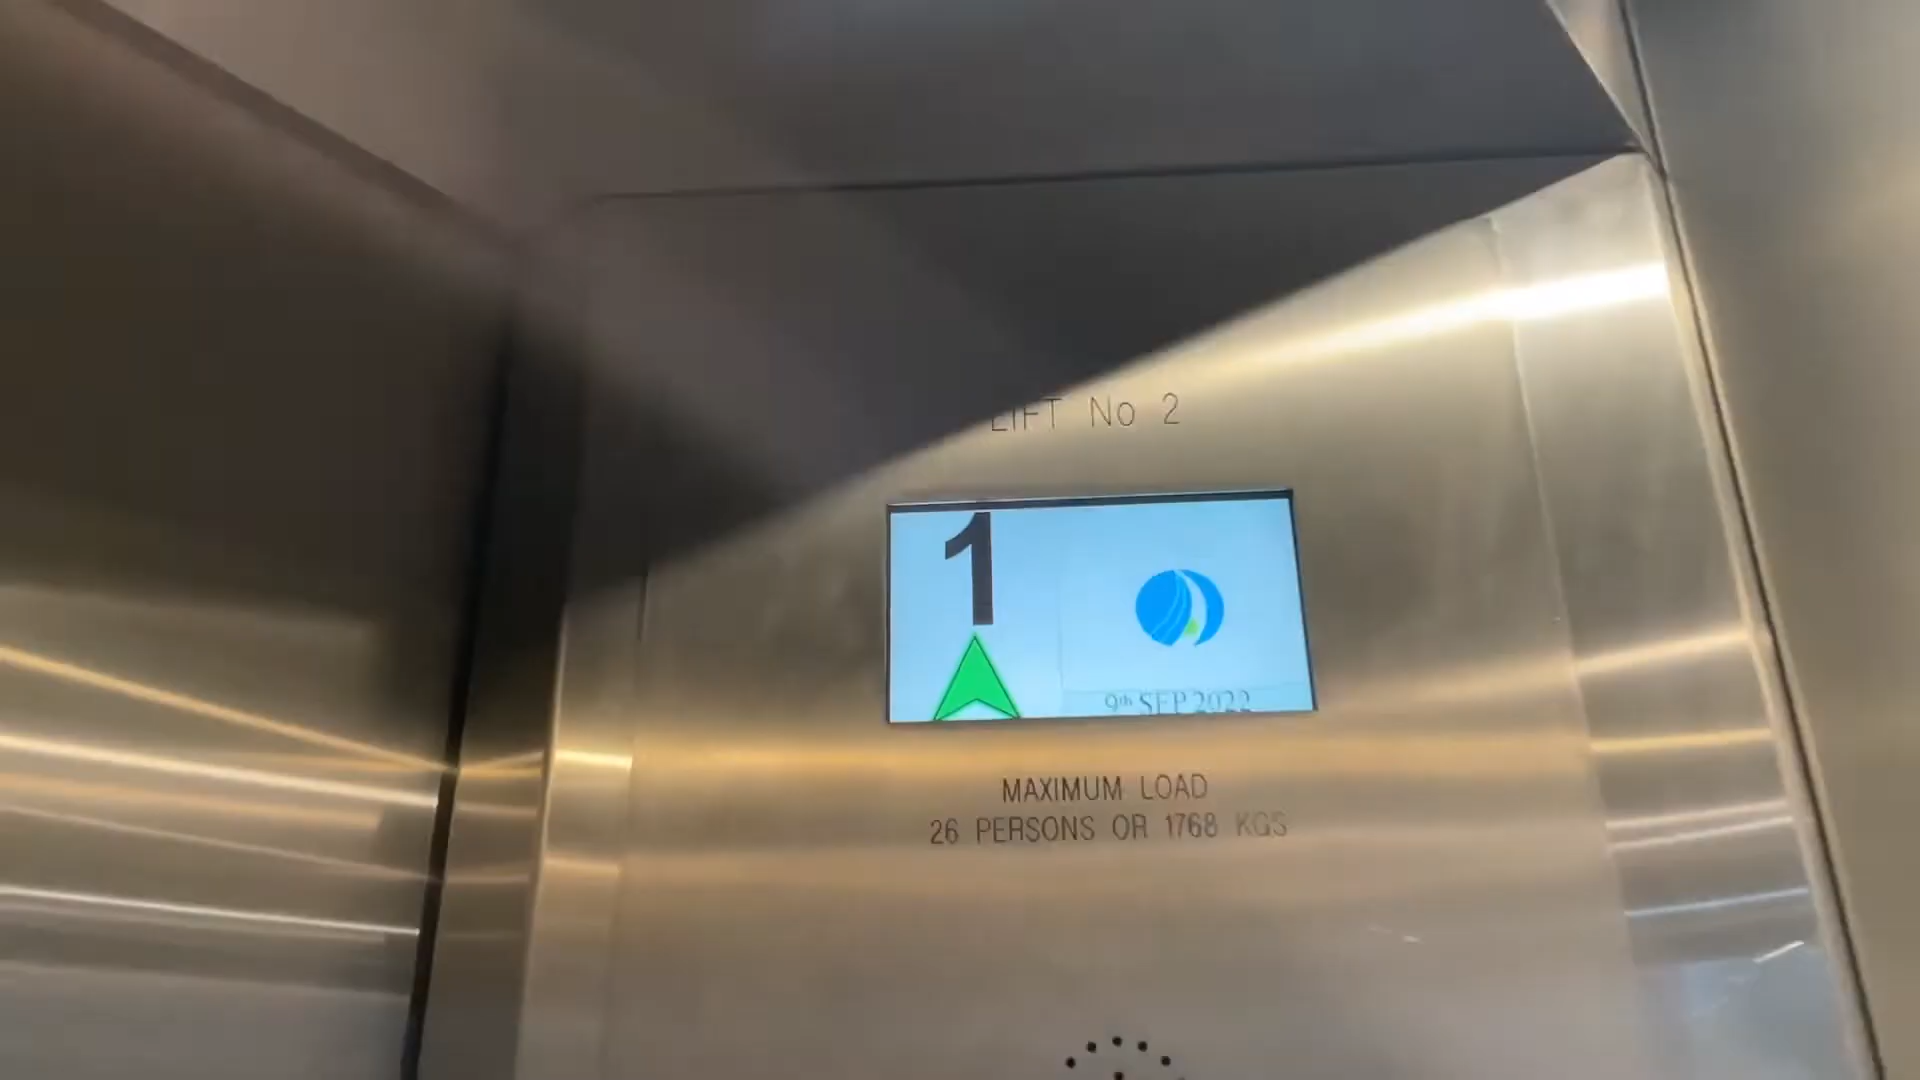 LIFT No 2
1
9th SEP 2022
MAXIMUM LOAD
26 PERSONS OR 1768 KGS